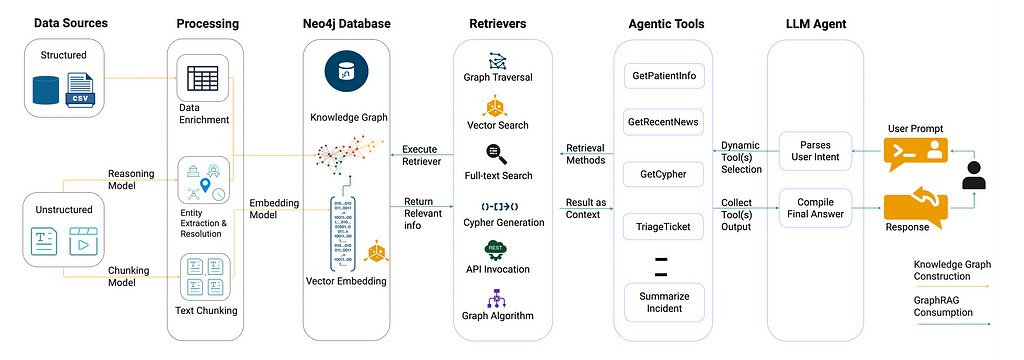 Data Sources
Processing
Neo4j Database
Retrievers
Agentic Tools
LLM Agent
Structured
CSV
Unstructured
T
T
Reasoning
Model
Chunking
Model
Data
Enrichment
Entity
Extraction &
Resolution
Text Chunking
Embedding
Model
Knowledge Graph
Vector Embedding
Execute
Retriever
Return
Relevant
info
Graph Traversal
Vector Search
Full-text Search
()-[]->()
Cypher Generation
REST
API Invocation
Graph Algorithm
Retrieval
Methods
Result as
Context
GetPatientInfo
GetRecentNews
GetCypher
TriageTicket
Summarize
Incident
Dynamic
Tool(s)
Selection
Collect
Tool(s)
Output
Parses
User Intent
Compile
Final Answer
User Prompt
Response
Knowledge Graph
Construction
GraphRAG
Consumption